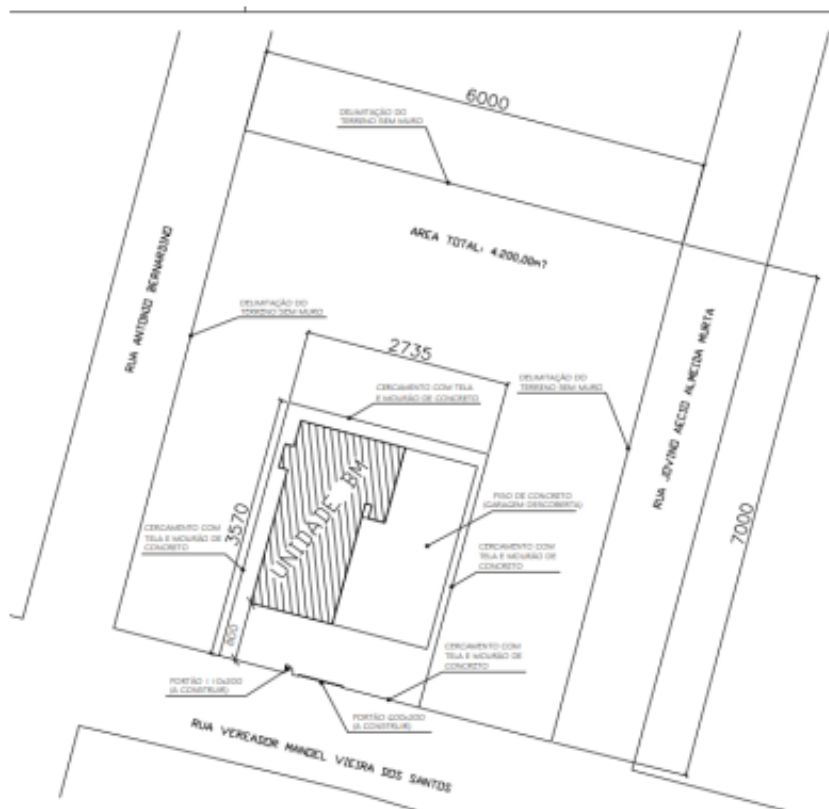 6000
DELIMITAÇÃO DO
TERRENO SEM MURO
AREA TOTAL: 4.200,00m²
RUA ANTONIO BERNARDINO
DELIMITAÇÃO DO
TERRENO SEM MURO
2735
CERCAMENTO COM TELA
E MOURÃO DE CONCRETO
DELIMITAÇÃO DO
TERRENO SEM MURO
RUA JOVINO AECIO ALMEIDA MURTA
7000
UNIDADE BM
PISO DE CONCRETO
(GARAGEM DESCOBERTA)
3570
CERCAMENTO COM
TELA E MOURÃO DE
CONCRETO
CERCAMENTO COM
TELA E MOURÃO DE
CONCRETO
800
CERCAMENTO COM
TELA E MOURÃO DE
CONCRETO
PORTÃO 110x200
(A CONSTRUIR)
PORTÃO 600x200
(A CONSTRUIR)
RUA VEREADOR MANOEL VIEIRA DOS SANTOS